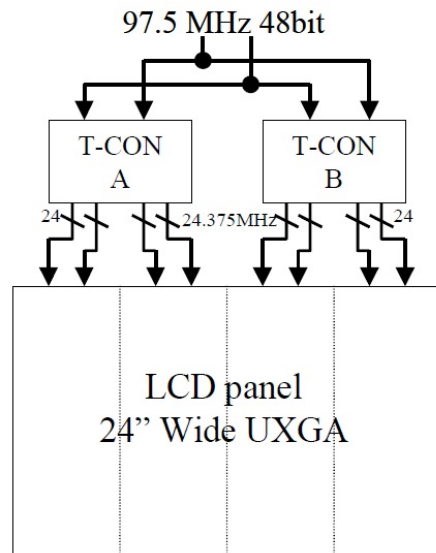 97.5 MHz 48bit
T-CON
A
T-CON
B
24
24.375MHz
24
LCD panel
24” Wide UXGA